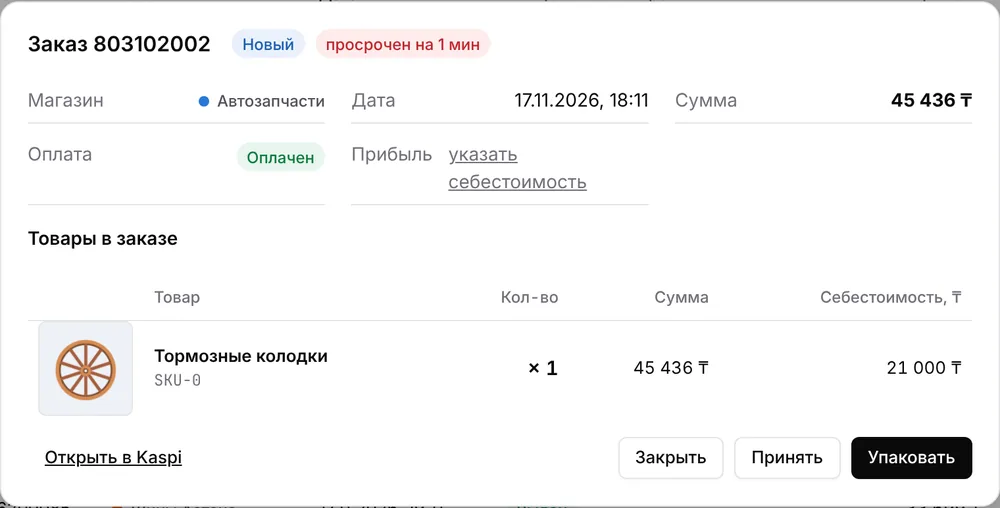 Заказ 803102002 Новый просрочен на 1 мин
Магазин Автозапчасти Дата 17.11.2026, 18:11 Сумма 45 436 ₸
Оплата Оплачен Прибыль указать
себестоимость
Товары в заказе
Товар Кол-во Сумма Себестоимость, ₸
Тормозные колодки
SKU-0
× 1 45 436 ₸ 21 000 ₸
Открыть в Kaspi Закрыть Принять Упаковать